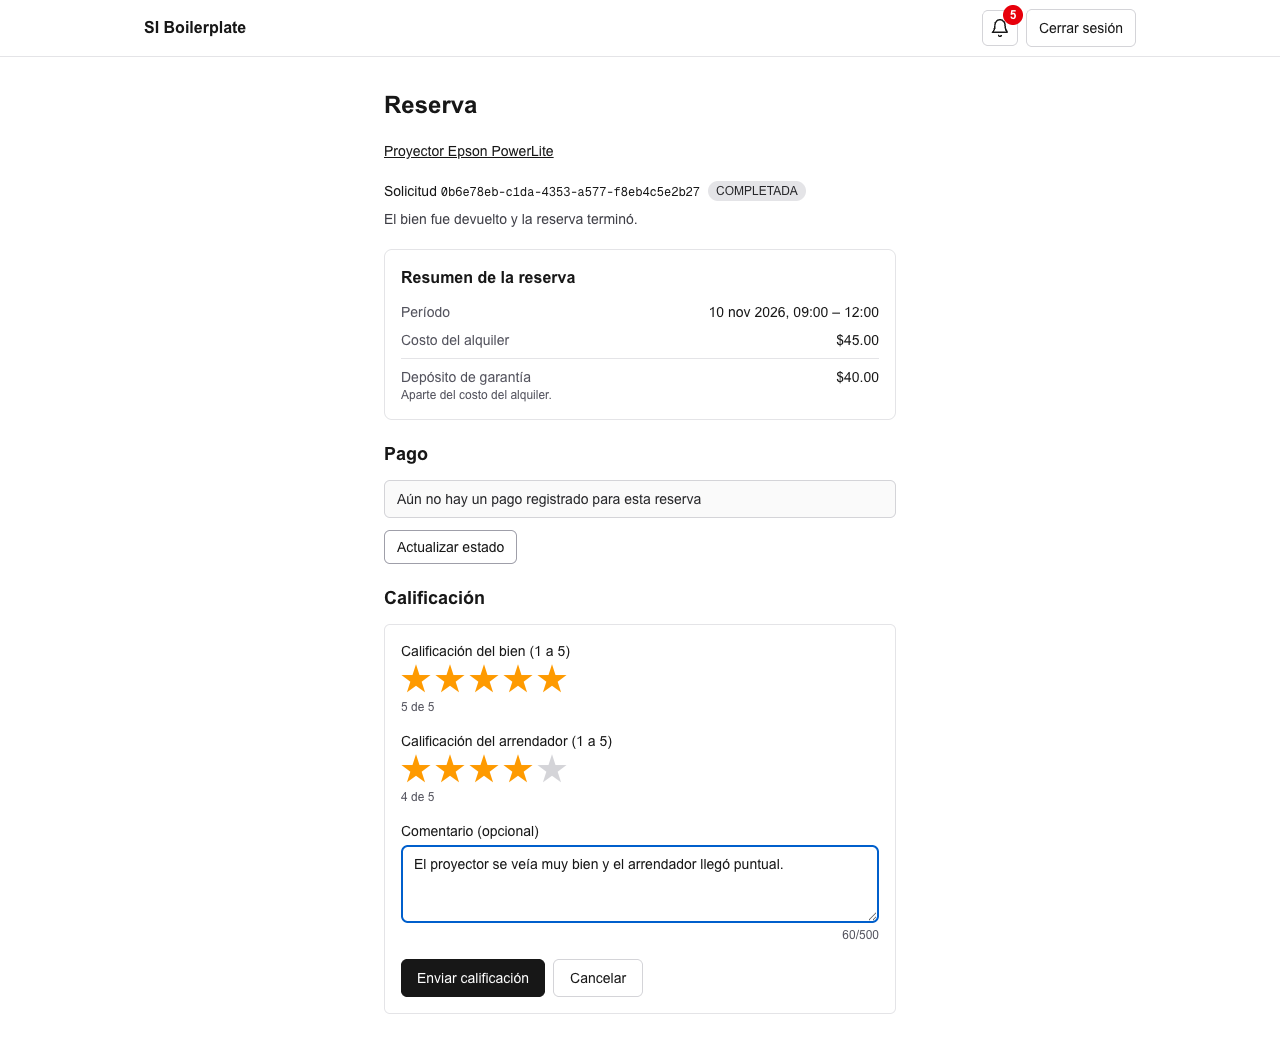 SI Boilerplate
5
Cerrar sesión
Reserva
Proyector Epson PowerLite
Solicitud 0b6e78eb-c1da-4353-a577-f8eb4c5e2b27 COMPLETADA
El bien fue devuelto y la reserva terminó.
Resumen de la reserva
Período 10 nov 2026, 09:00 – 12:00
Costo del alquiler $45.00
Depósito de garantía $40.00
Aparte del costo del alquiler.
Pago
Aún no hay un pago registrado para esta reserva
Actualizar estado
Calificación
Calificación del bien (1 a 5)
5 de 5
Calificación del arrendador (1 a 5)
4 de 5
Comentario (opcional)
El proyector se veía muy bien y el arrendador llegó puntual.
60/500
Enviar calificación Cancelar